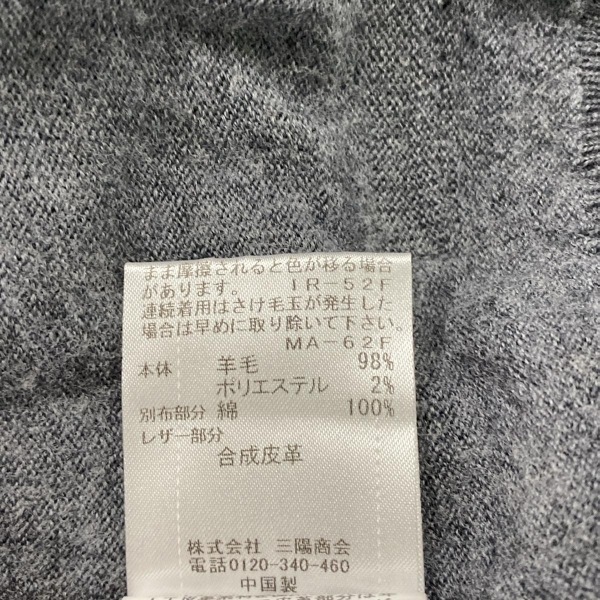 まま摩擦されると色が移る場合
があります。 IR-52F
連続着用はさけ毛玉が発生した
場合は早めに取り除いて下さい。
MA-62F
本体 羊毛 98%
ポリエステル 2%
別布部分 綿 100%
レザー部分
合成皮革
株式会社 三陽商会
電話0120-340-460
中国製